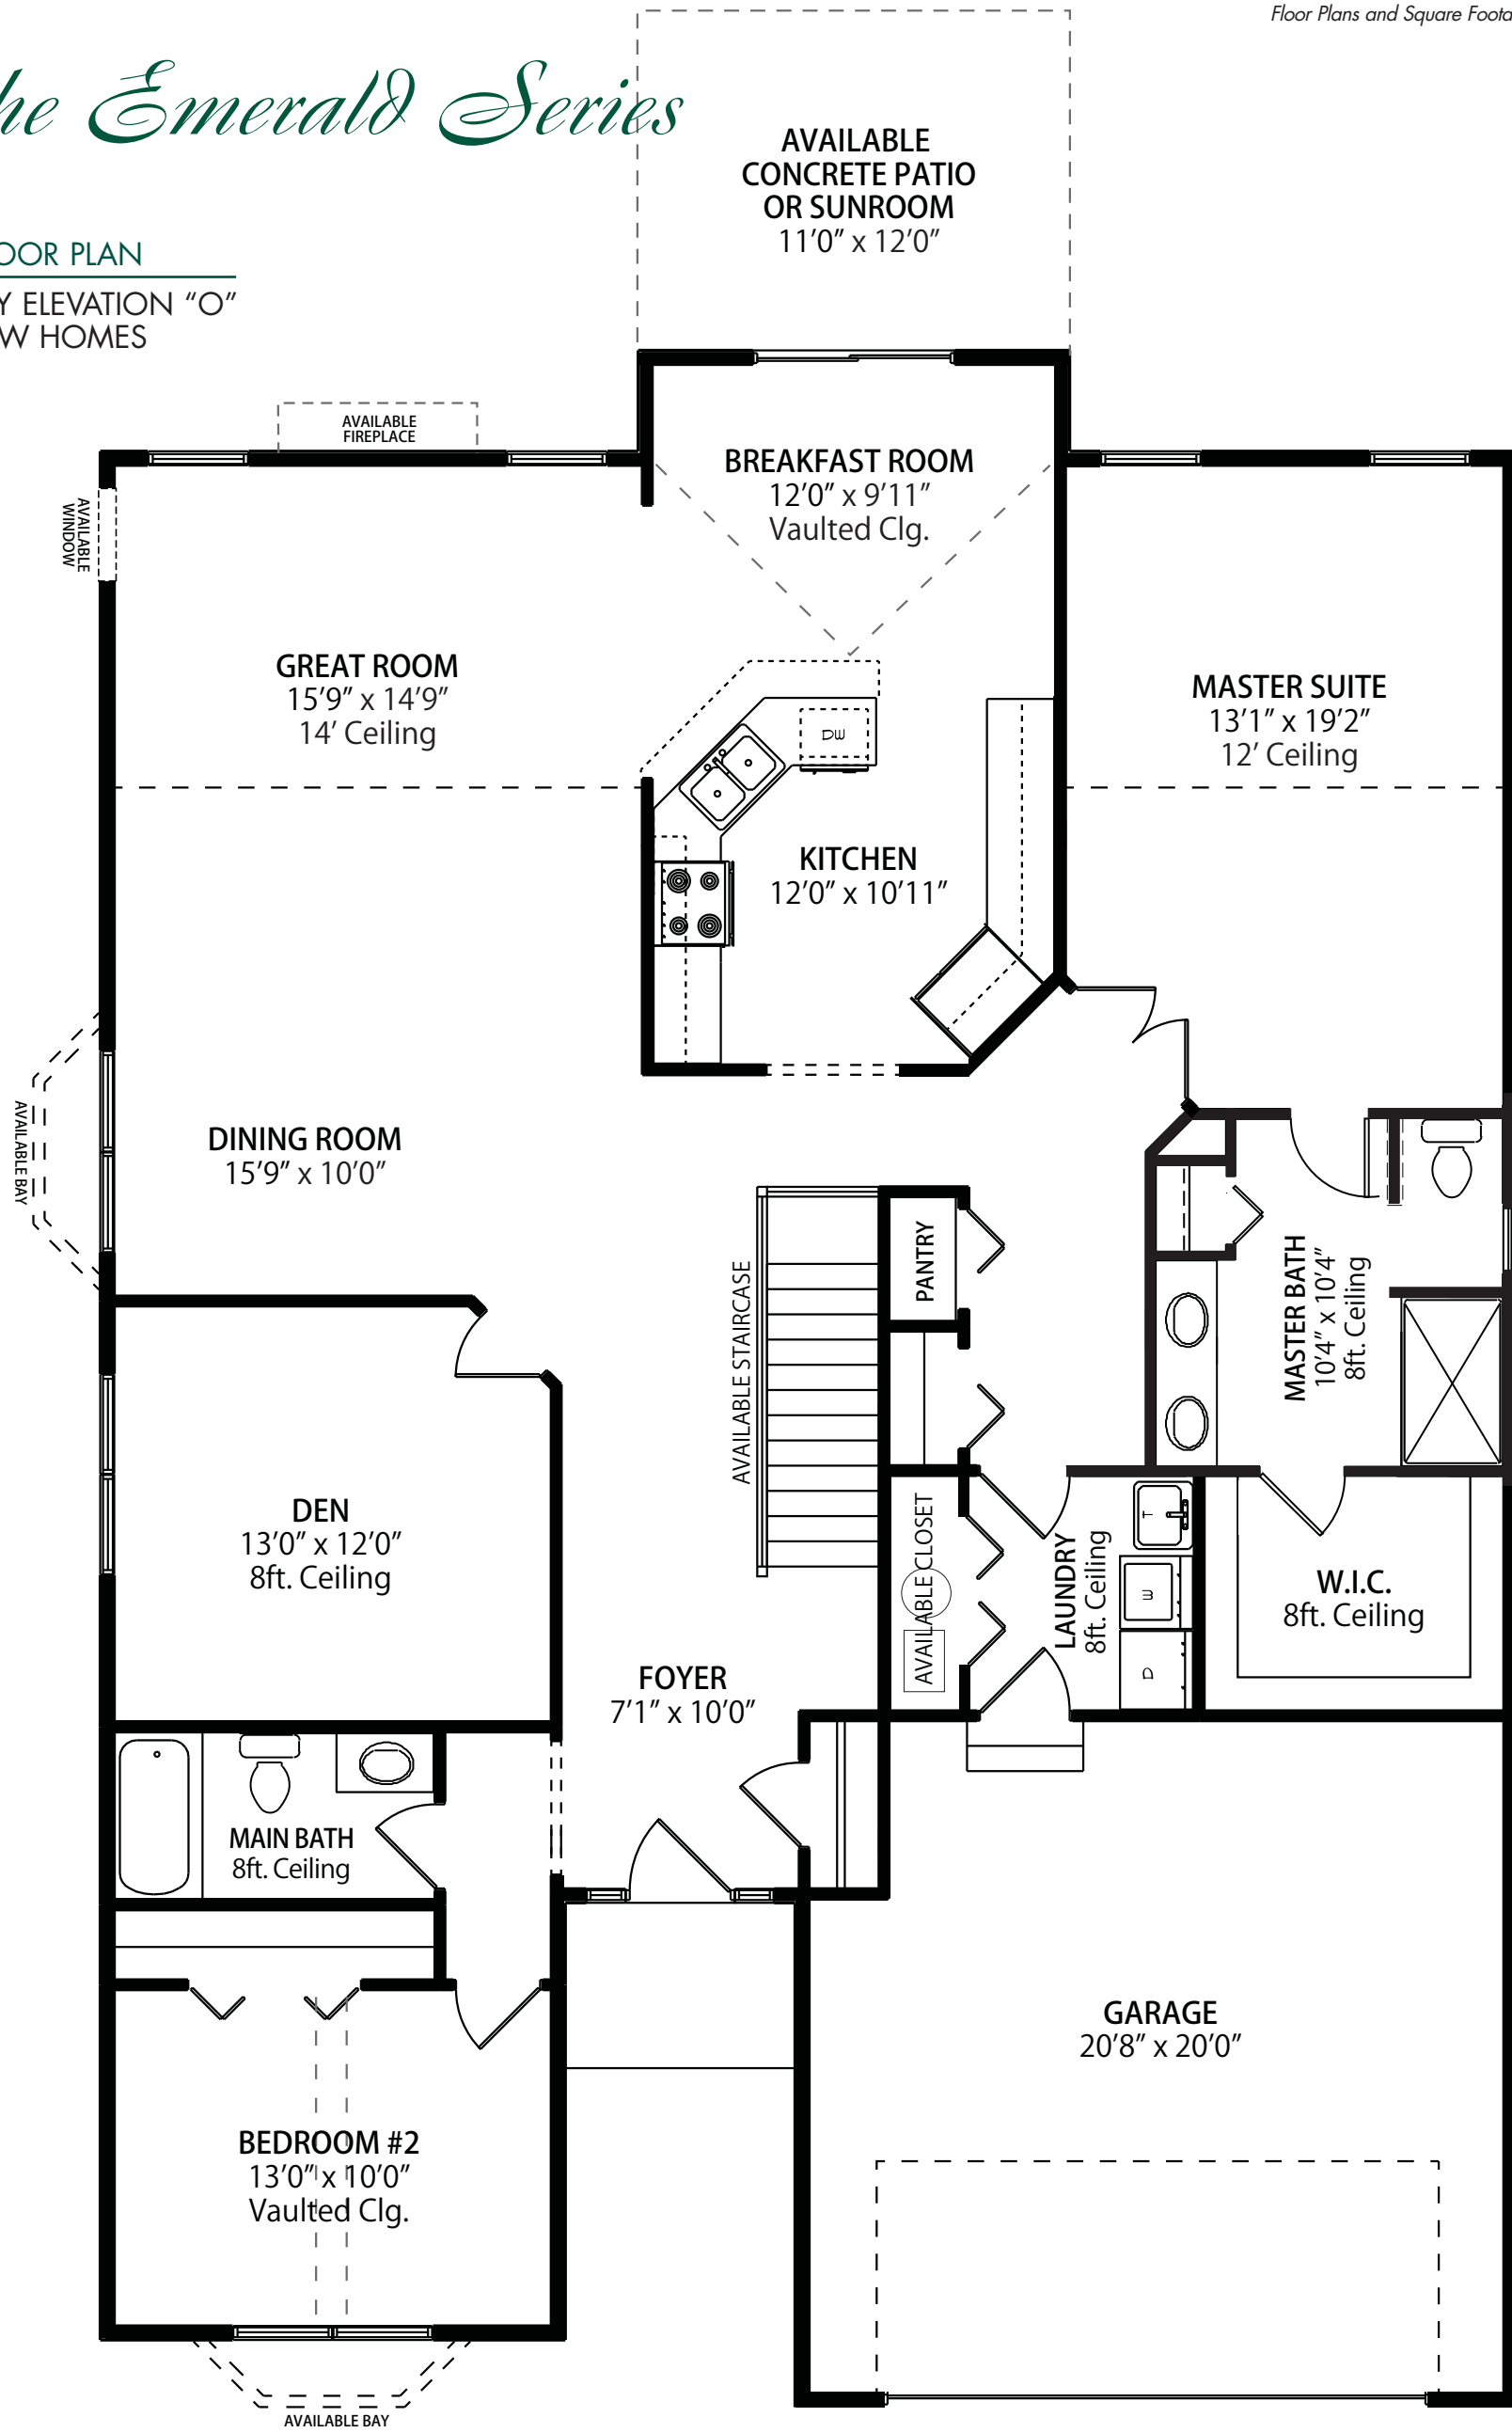 Floor Plans and Square Foota
he Emerald Series
OOR PLAN
Y ELEVATION “O”
W HOMES
AVAILABLE
CONCRETE PATIO
OR SUNROOM
11’0” x 12’0”
AVAILABLE
FIREPLACE
BREAKFAST ROOM
12’0” x 9’11”
Vaulted Clg.
AVAILABLE
WINDOW
GREAT ROOM
15’9” x 14’9”
14’ Ceiling
MASTER SUITE
13’1” x 19’2”
12’ Ceiling
DW
KITCHEN
12’0” x 10’11”
AVAILABLE BAY
DINING ROOM
15’9” x 10’0”
AVAILABLE STAIRCASE
PANTRY
MASTER BATH
10’4” x 10’4”
8ft. Ceiling
DEN
13’0” x 12’0”
8ft. Ceiling
AVAILABLE CLOSET
LAUNDRY
8ft. Ceiling
T
W
D
W.I.C.
8ft. Ceiling
FOYER
7’1” x 10’0”
MAIN BATH
8ft. Ceiling
GARAGE
20’8” x 20’0”
BEDROOM #2
13’0” x 10’0”
Vaulted Clg.
AVAILABLE BAY